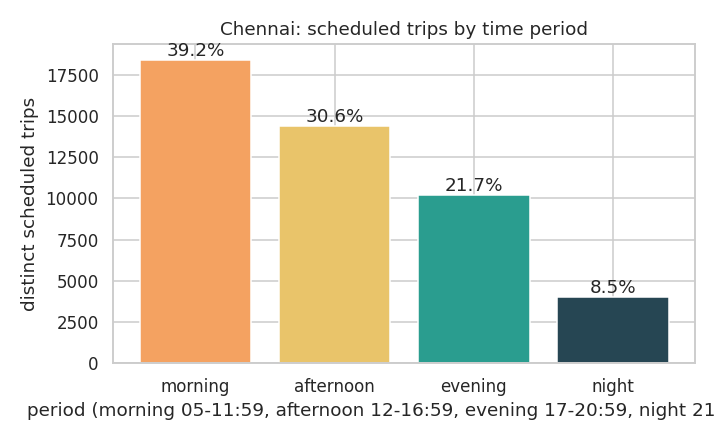 Chennai: scheduled trips by time period
distinct scheduled trips
17500
15000
12500
10000
7500
5000
2500
0
39.2%
30.6%
21.7%
8.5%
morning
afternoon
evening
night
period (morning 05-11:59, afternoon 12-16:59, evening 17-20:59, night 21